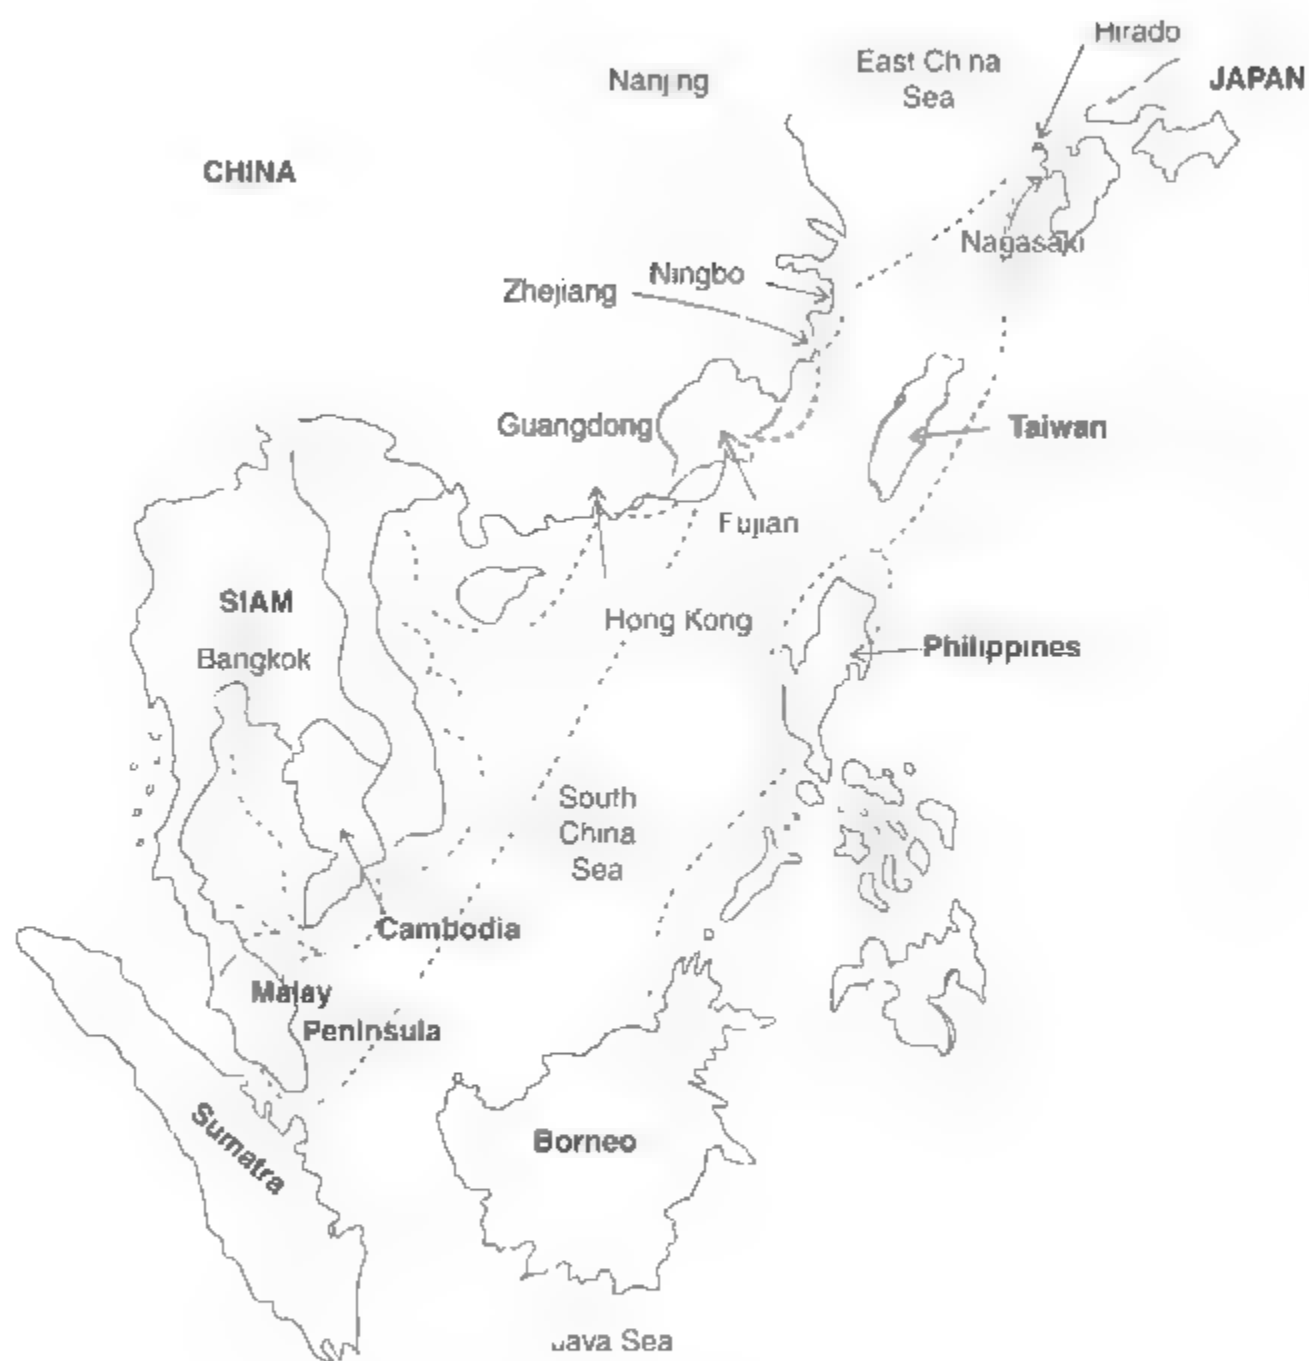 Hirado
East China
Sea
JAPAN
Nanjing
CHINA
Nagasaki
Ningbo
Zhejiang
Guangdong
Taiwan
Fujian
SIAM
Hong Kong
Bangkok
Philippines
South
China
Sea
Cambodia
Malay
Peninsula
Sumatra
Borneo
Java Sea